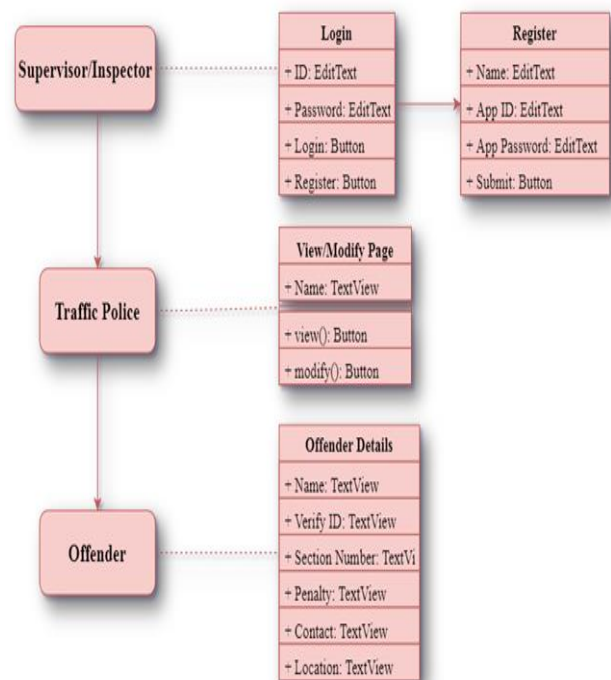 Supervisor/Inspector
Login
+ ID: EditText
+ Password: EditText
+ Login: Button
+ Register: Button
Register
+ Name: EditText
+ App ID: EditText
+ App Password: EditText
+ Submit: Button
Traffic Police
View/Modify Page
+ Name: TextView
+ view(): Button
+ modify(): Button
Offender
Offender Details
+ Name: TextView
+ Verify ID: TextView
+ Section Number: TextVi
+ Penalty: TextView
+ Contact: TextView
+ Location: TextView